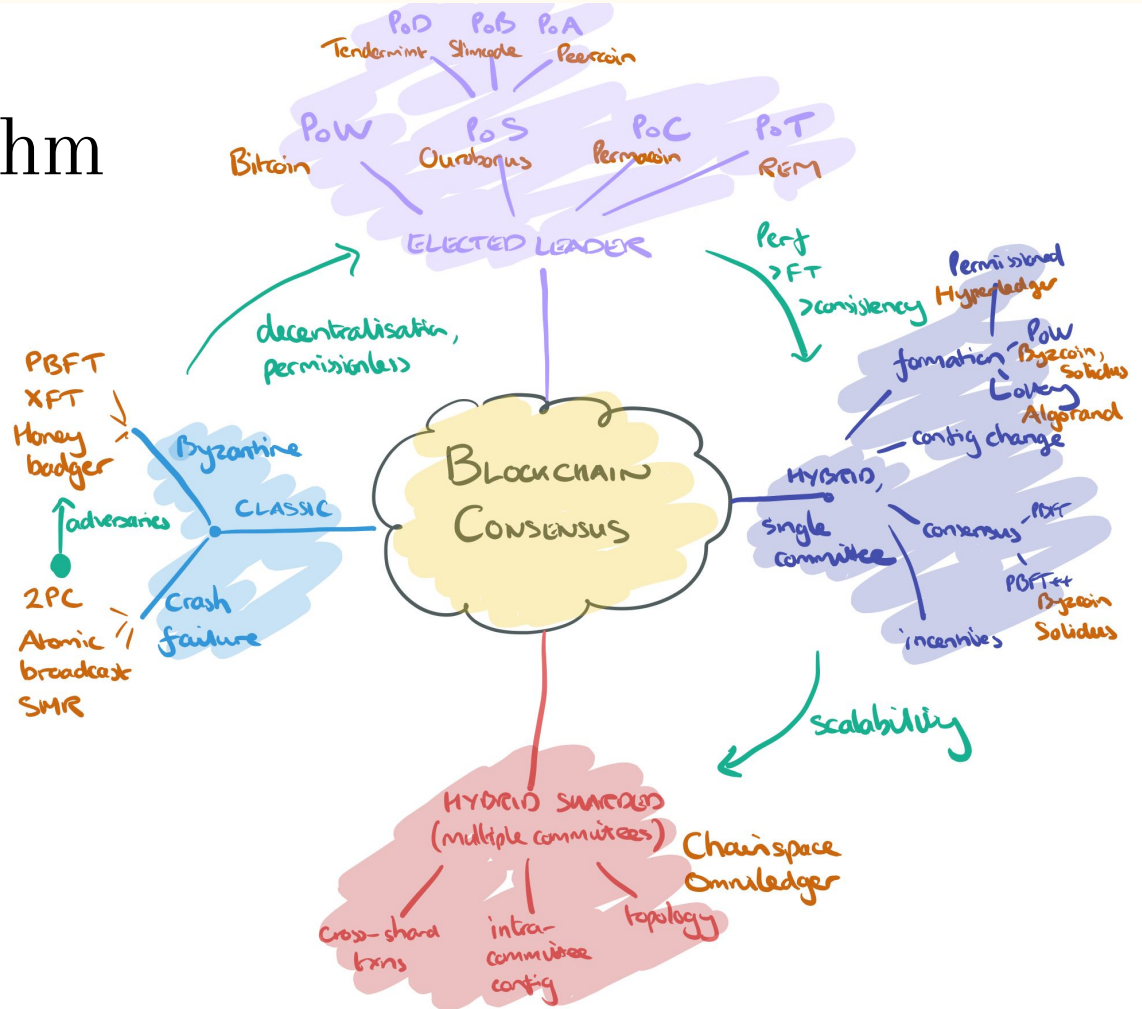 hm
PoD PoB PoA
Tendermint Slimcode Peercoin
PoW PoS PoC PoT
Bitcoin Ouroborus Permacoin REM
ELECTED LEADER
decentralisation,
permissionless
Perf
>FT
>consistency
Permissioned
Hyperledger
formation
PoW
Byzcoin,
Solidus
Lottery
Algorand
config change
HYBRID,
single
committee
consensus
PBFT
PBFT++
Byzcoin
Solidus
incentives
BLOCKCHAIN
CONSENSUS
PBFT
XFT
Honey
badger
adversaries
2PC
Atomic
broadcast
SMR
Byzantine
CLASSIC
Crash
failure
scalability
HYBRID SHARDED
(multiple committees)
Chainspace
Omniledger
cross-shard
txns
intra-
committee
config
topology